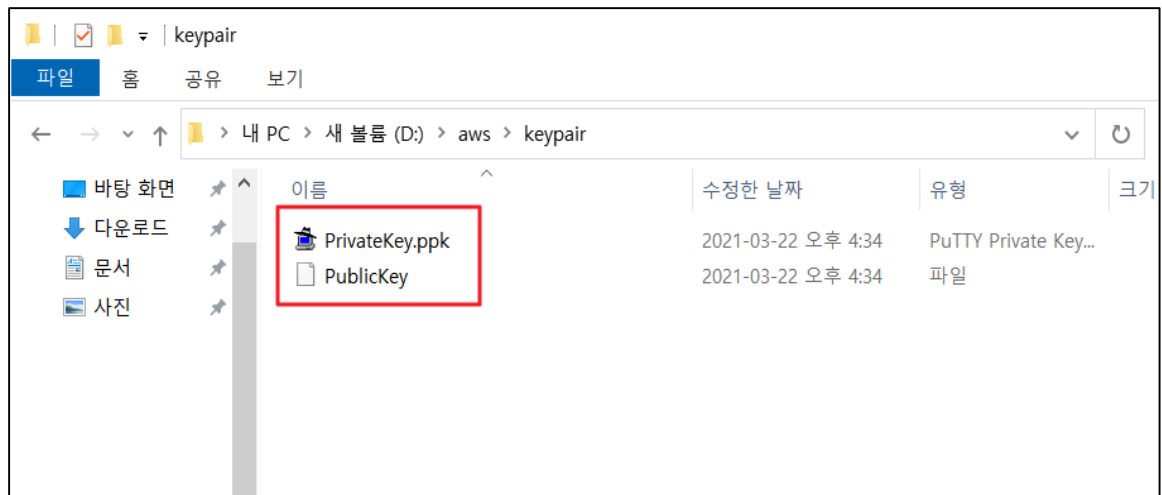 keypair
파일 홈 공유 보기
내 PC > 새 볼륨 (D:) > aws > keypair
이름 수정한 날짜 유형 크기
바탕 화면
다운로드
문서
사진
PrivateKey.ppk 2021-03-22 오후 4:34 PuTTY Private Key...
PublicKey 2021-03-22 오후 4:34 파일